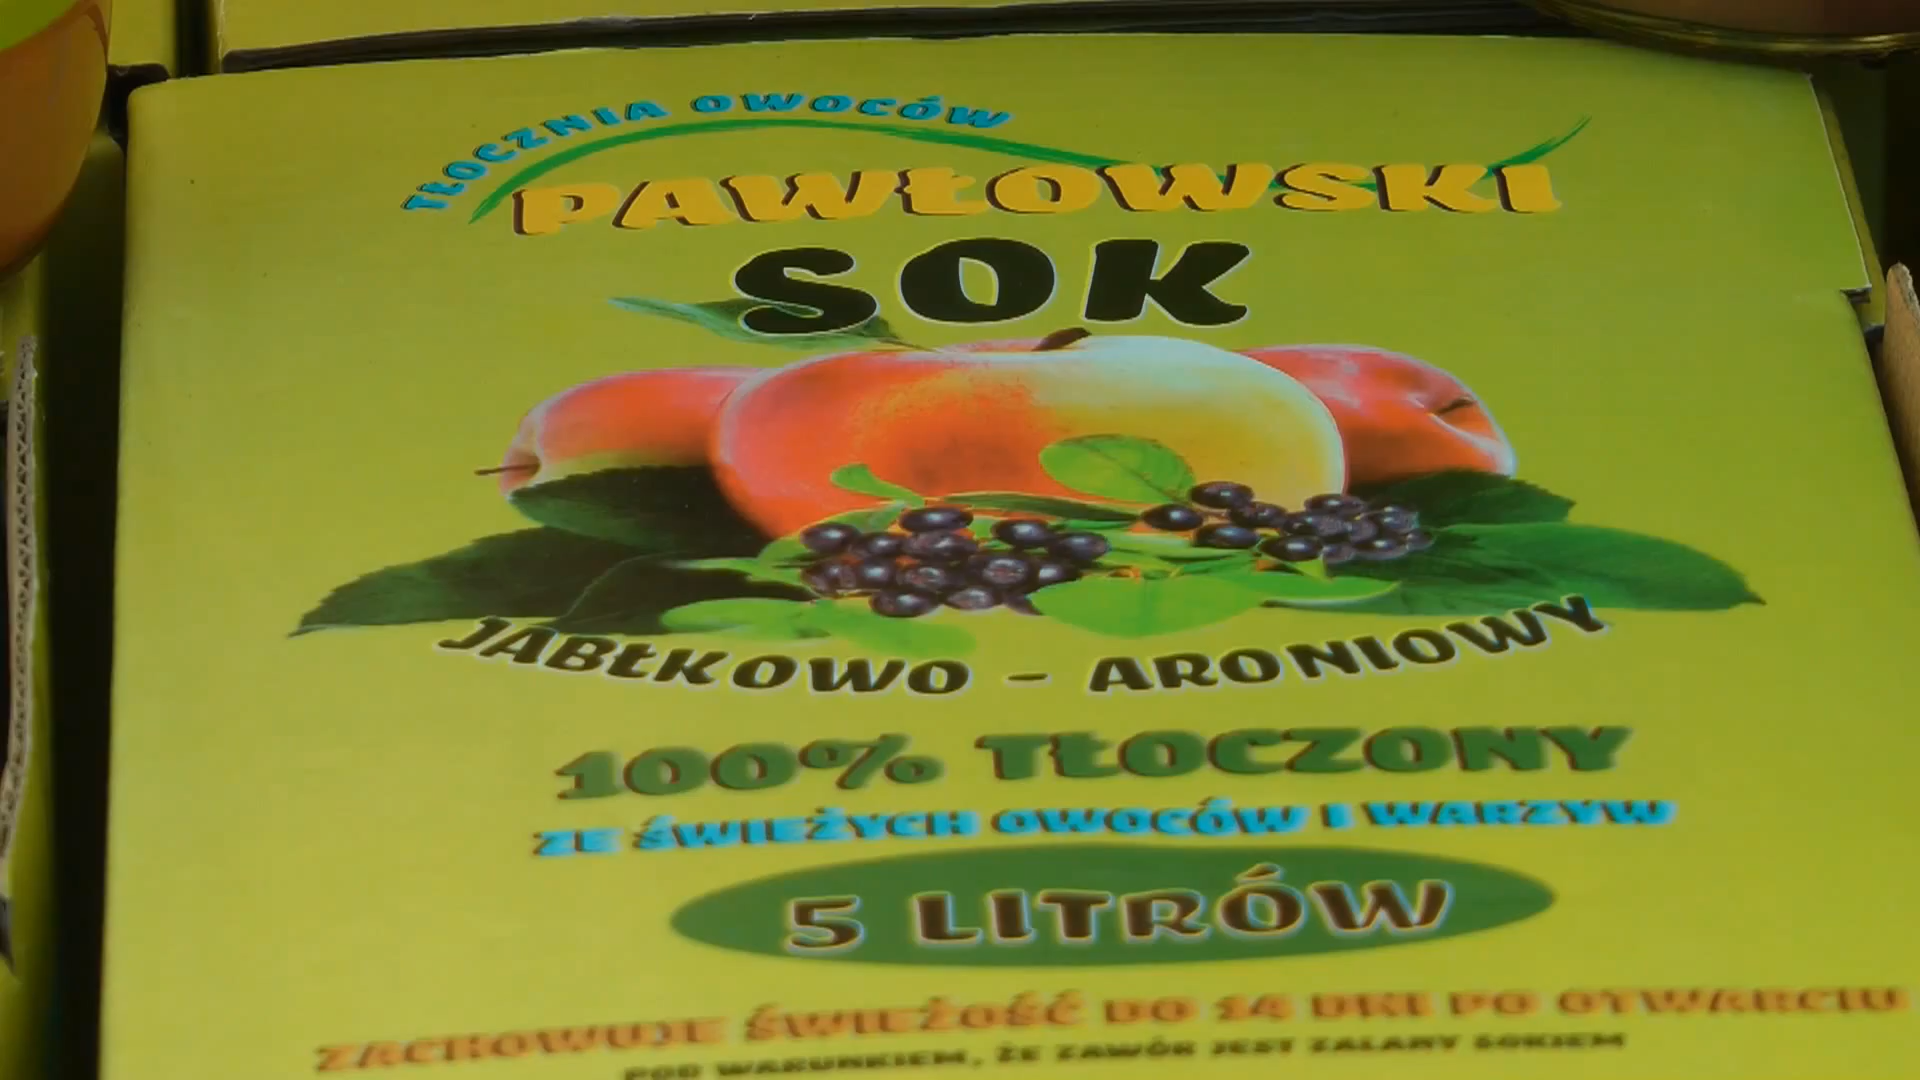 TŁOCZNIA OWOCÓW
PAWŁOWSKI
SOK
JABŁKOWO - ARONIOWY
100% TŁOCZONY
ZE ŚWIEŻYCH OWOCÓW I WARZYW
5 LITRÓW
ZACHOWUJE ŚWIEŻOŚĆ DO 14 DNI PO OTWARCIU
POD WARUNKIEM, ŻE ZAWÓR JEST ZALANY SOKIEM